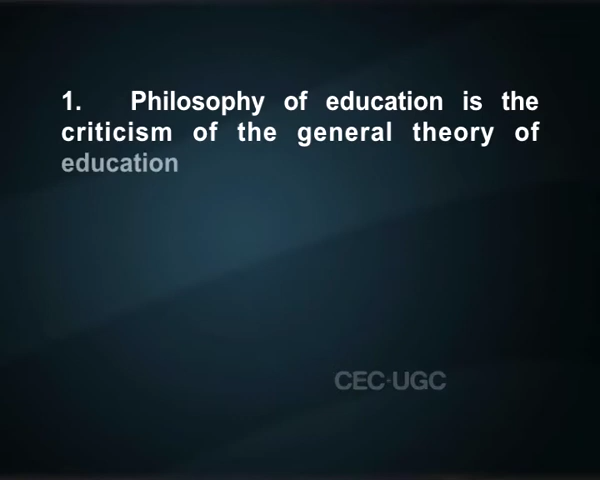 1. Philosophy of education is the
criticism of the general theory of
education
CEC·UGC